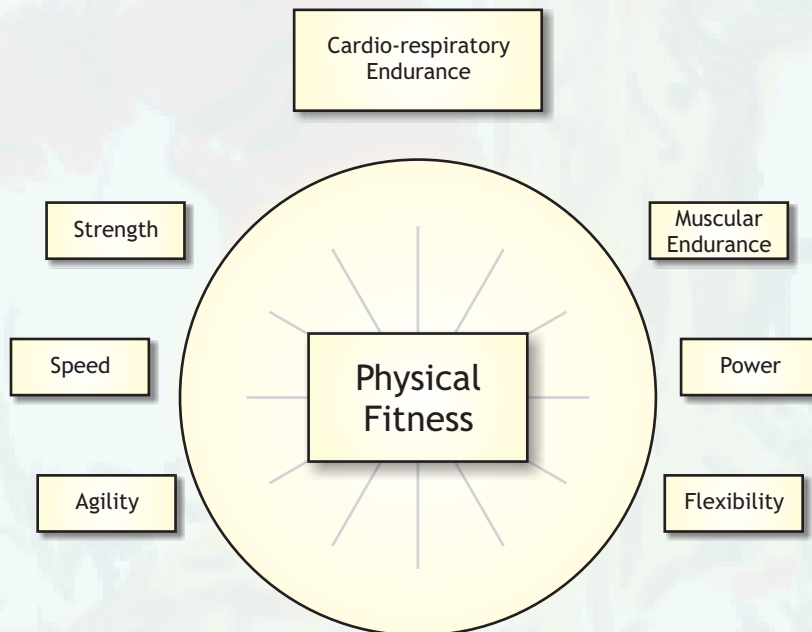 Cardio-respiratory
Endurance
Strength
Muscular
Endurance
Speed
Physical
Fitness
Power
Agility
Flexibility